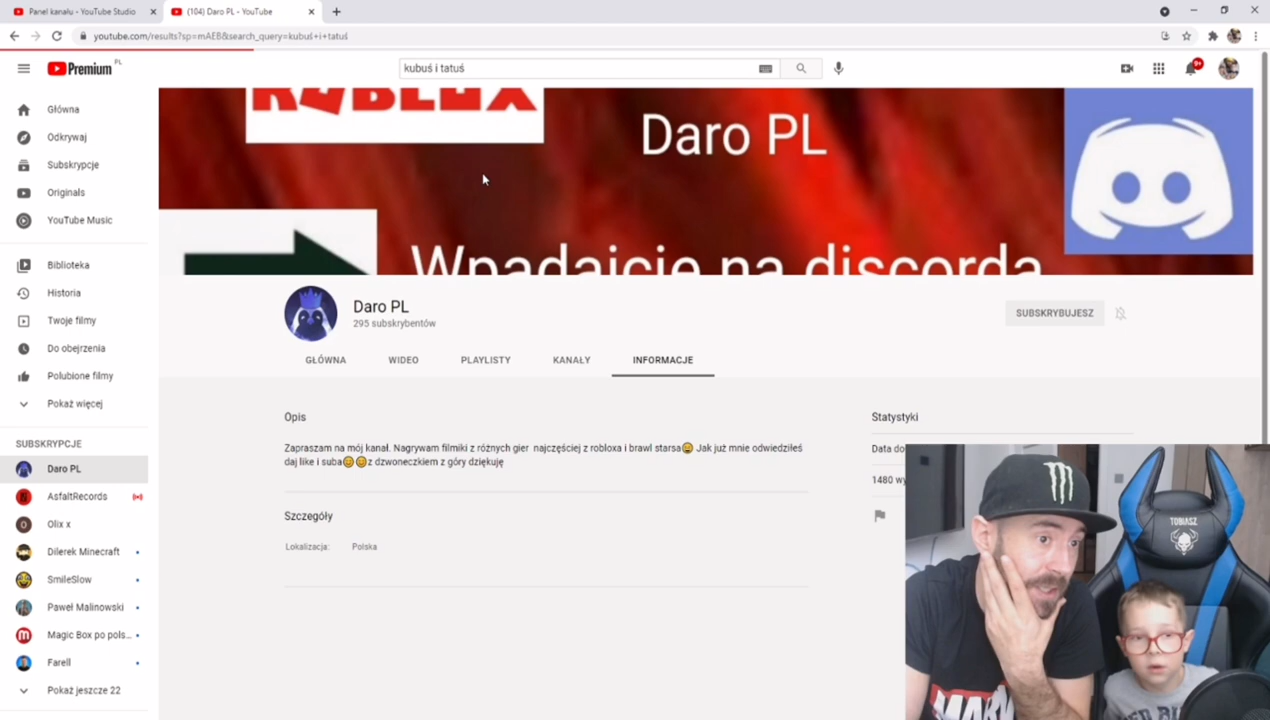 Panel kanału - YouTube Studio
(104) Daro PL - YouTube
youtube.com/results?sp=mAEB&search_query=kubuś+i+tatuś
Premium PL
kubuś i tatuś
9+
Główna
Odkrywaj
Subskrypcje
Originals
YouTube Music
Biblioteka
Historia
Twoje filmy
Do obejrzenia
Polubione filmy
Pokaż więcej
SUBSKRYPCJE
Daro PL
AsfaltRecords
Olix x
Dilerek Minecraft
SmileSlow
Paweł Malinowski
Magic Box po pols...
Farell
Pokaż jeszcze 22
ROBLOX
Daro PL
Wpadajcie na discorda
Daro PL
295 subskrybentów
SUBSKRYBUJESZ
GŁÓWNA
WIDEO
PLAYLISTY
KANAŁY
INFORMACJE
Opis
Zapraszam na mój kanał. Nagrywam filmiki z różnych gier najczęściej z robloxa i brawl starsa😄 Jak już mnie odwiedziłeś
daj like i suba😊😊z dzwoneczkiem z góry dziękuję
Szczegóły
Lokalizacja: Polska
Statystyki
Data do
1480 wy
TOBIASZ